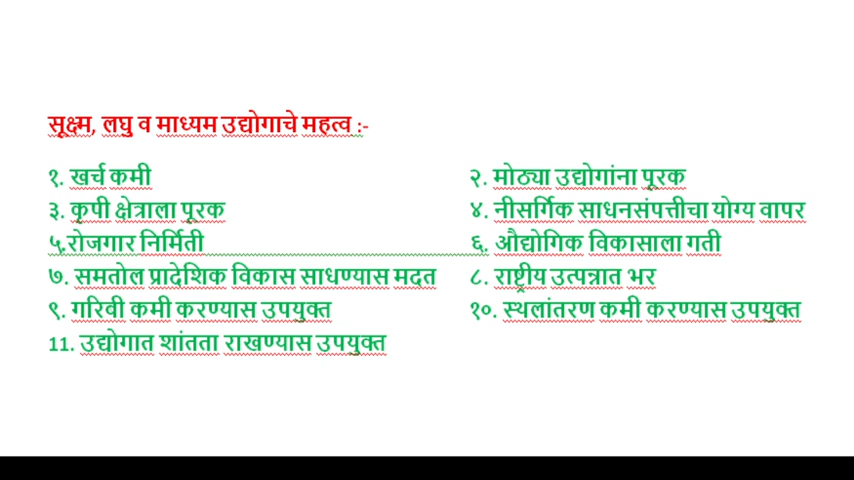 सूक्ष्म, लघु व माध्यम उद्योगाचे महत्व :-
१. खर्च कमी २. मोठ्या उद्योगांना पूरक
३. कृषी क्षेत्राला पूरक ४. नीसर्गिक साधनसंपत्तीचा योग्य वापर
५.रोजगार निर्मिती ६. औद्योगिक विकासाला गती
७. समतोल प्रादेशिक विकास साधण्यास मदत ८. राष्ट्रीय उत्पन्नात भर
९. गरिबी कमी करण्यास उपयुक्त १०. स्थलांतरण कमी करण्यास उपयुक्त
11. उद्योगात शांतता राखण्यास उपयुक्त